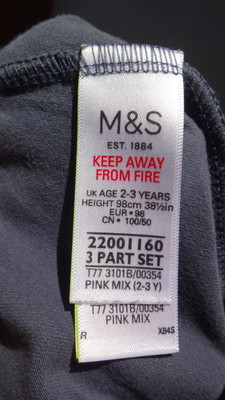 M&S
EST. 1884
KEEP AWAY
FROM FIRE
UK AGE 2-3 YEARS
HEIGHT 98cm 38½in
EUR • 98
CN • 100/50
22001160
3 PART SET
T77 3101B/00354
PINK MIX (2-3 Y)
T77 3101B/00354
PINK MIX
R X84S